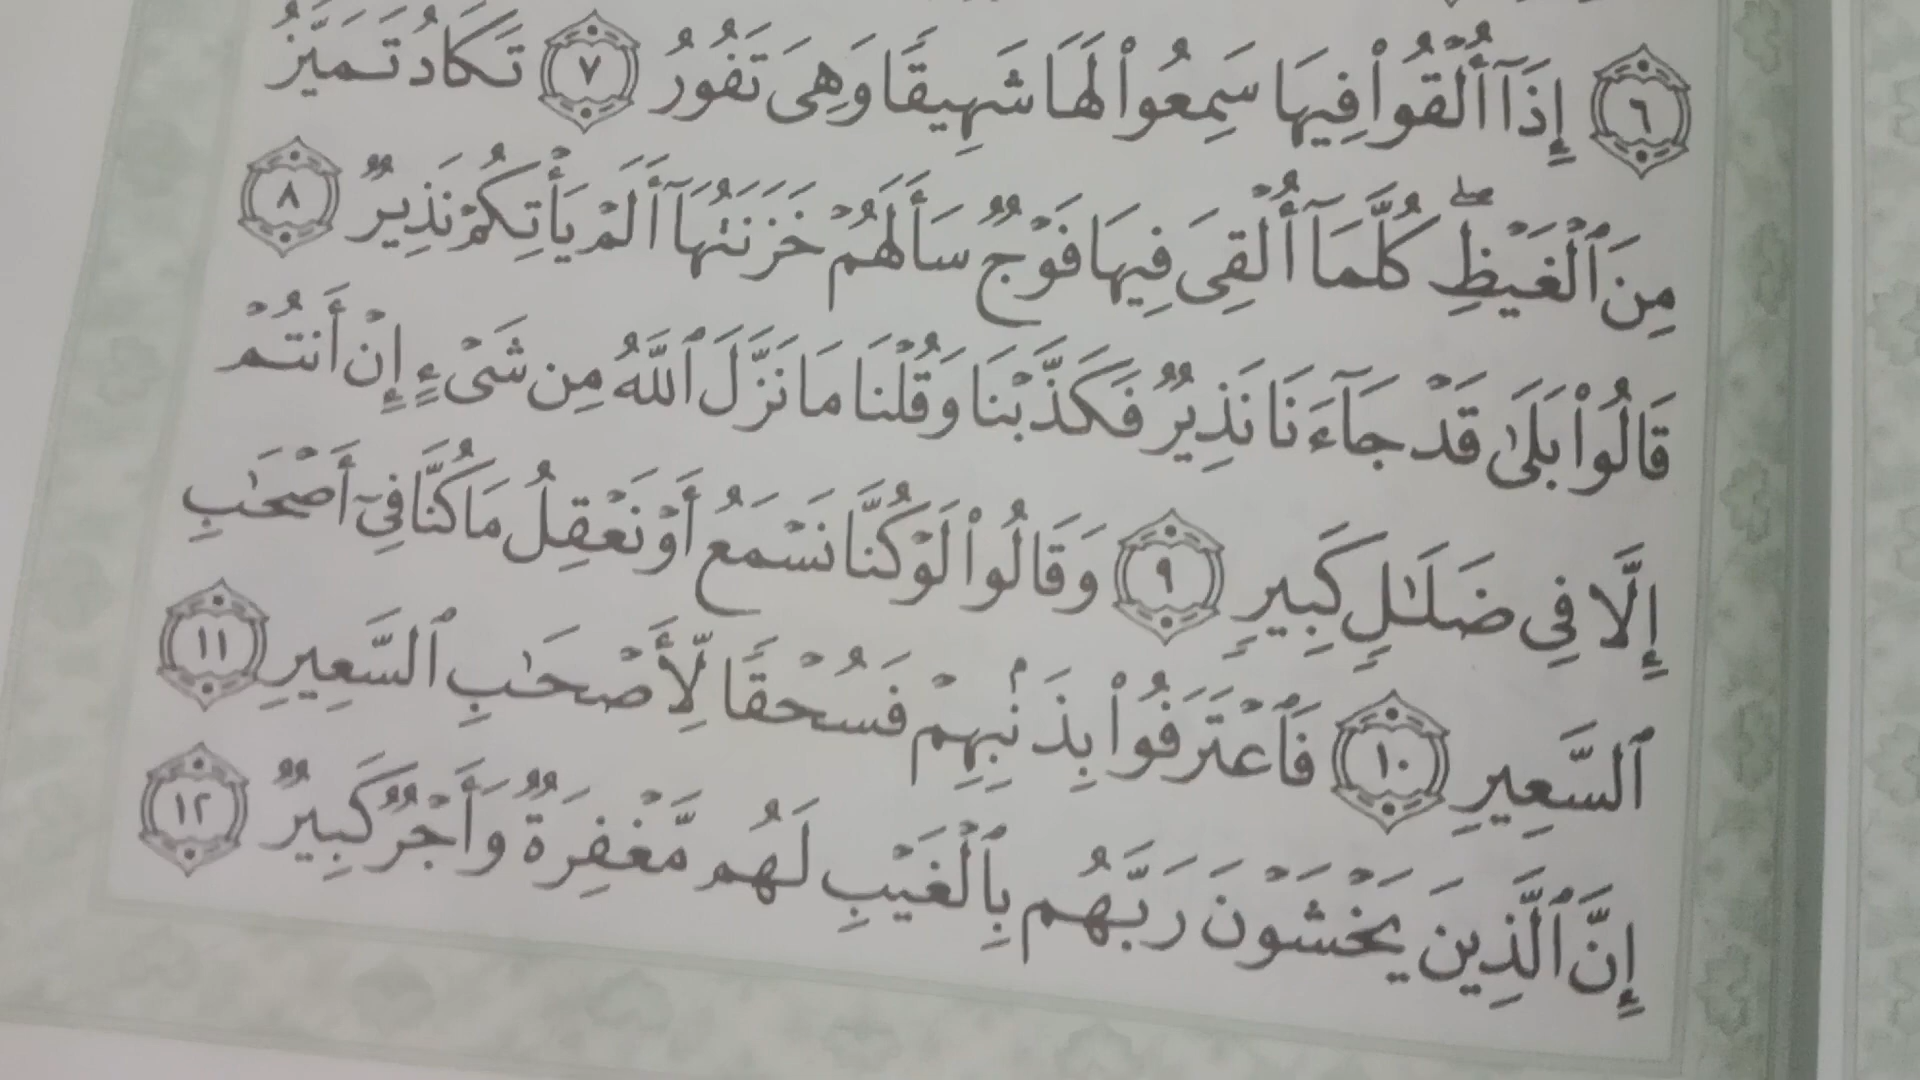 ٦ إِذَآ أُلْقُوا۟ فِيهَا سَمِعُوا۟ لَهَا شَهِيقًا وَهِىَ تَفُورُ ٧ تَكَادُ تَمَيَّزُ
مِنَ ٱلْغَيْظِ ۖ كُلَّمَآ أُلْقِىَ فِيهَا فَوْجٌ سَأَلَهُمْ خَزَنَتُهَآ أَلَمْ يَأْتِكُمْ نَذِيرٌ ٨
قَالُوا۟ بَلَىٰ قَدْ جَآءَنَا نَذِيرٌ فَكَذَّبْنَا وَقُلْنَا مَا نَزَّلَ ٱللَّهُ مِن شَىْءٍ إِنْ أَنتُمْ
إِلَّا فِى ضَلَـٰلٍ كَبِيرٍ ٩ وَقَالُوا۟ لَوْ كُنَّا نَسْمَعُ أَوْ نَعْقِلُ مَا كُنَّا فِىٓ أَصْحَـٰبِ
ٱلسَّعِيرِ ١٠ فَٱعْتَرَفُوا۟ بِذَنۢبِهِمْ فَسُحْقًا لِّأَصْحَـٰبِ ٱلسَّعِيرِ ١١
إِنَّ ٱلَّذِينَ يَخْشَوْنَ رَبَّهُم بِٱلْغَيْبِ لَهُم مَّغْفِرَةٌ وَأَجْرٌ كَبِيرٌ ١٢